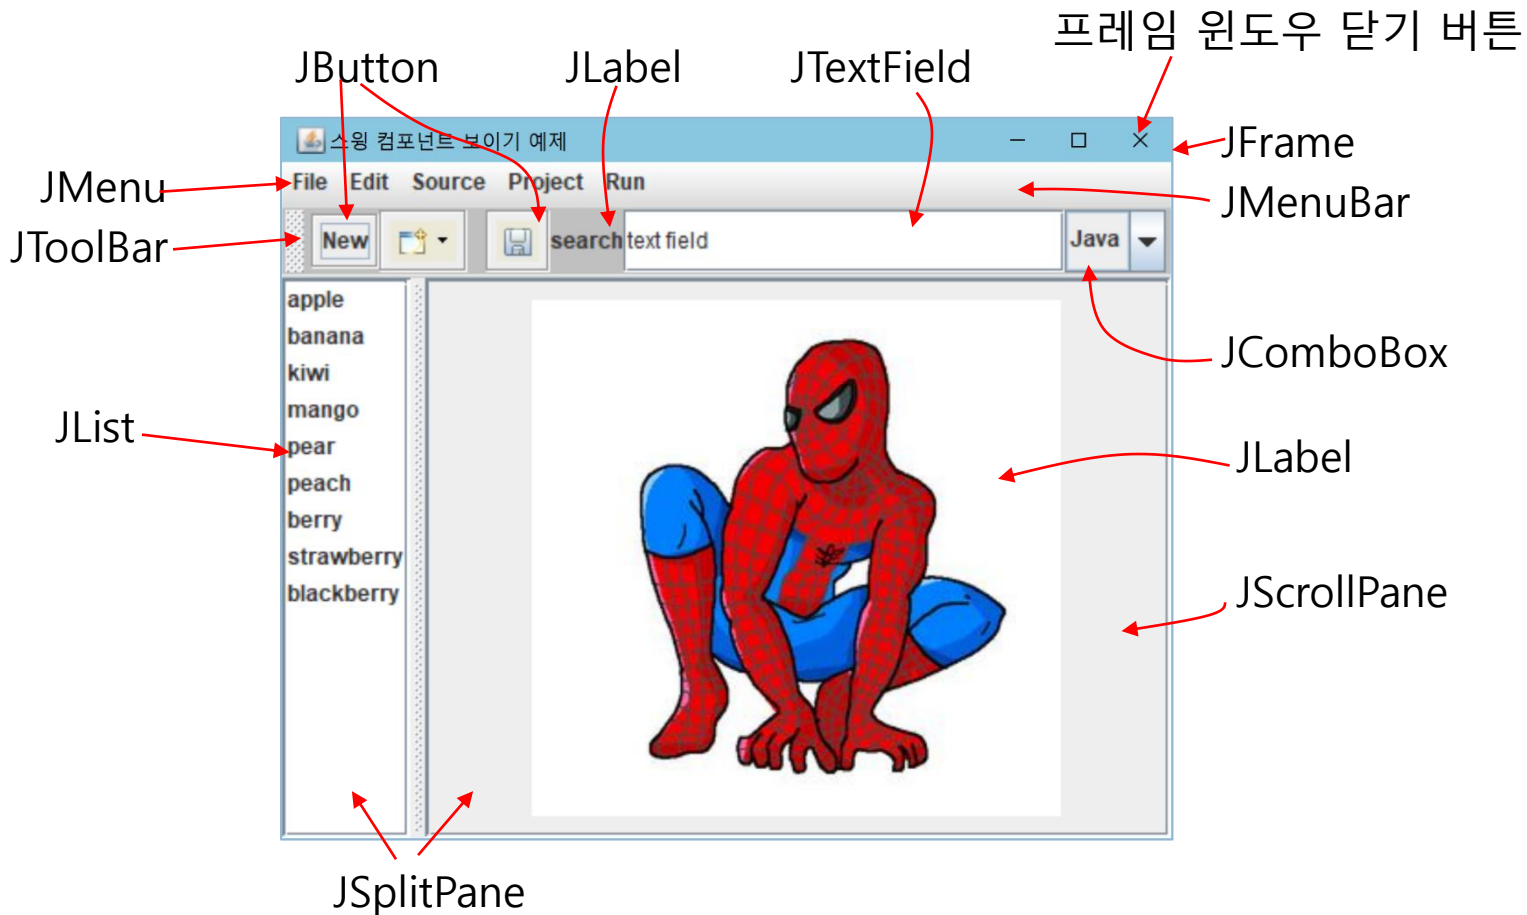 프레임 윈도우 닫기 버튼
JButton
JLabel
JTextField
스윙 컴포넌트 보이기 예제
JFrame
JMenu
File Edit Source Project Run
JMenuBar
JToolBar
New
search
text field
Java
apple
banana
kiwi
mango
pear
peach
berry
strawberry
blackberry
JComboBox
JList
JLabel
JScrollPane
JSplitPane